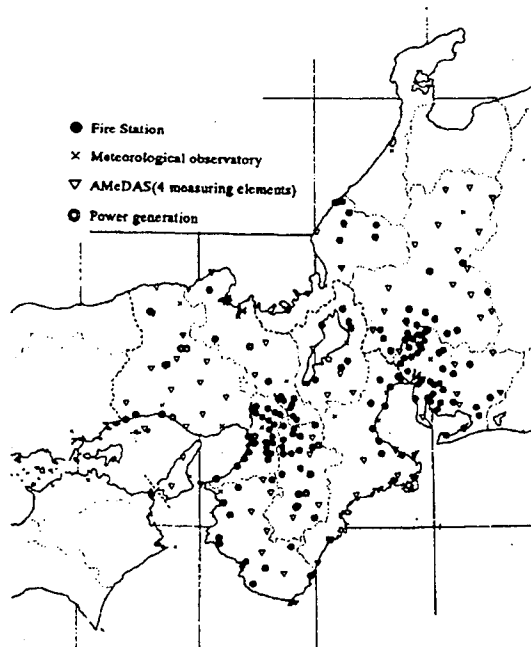 Fire Station
Meteorological observatory
AMeDAS(4 measuring elements)
Power generation